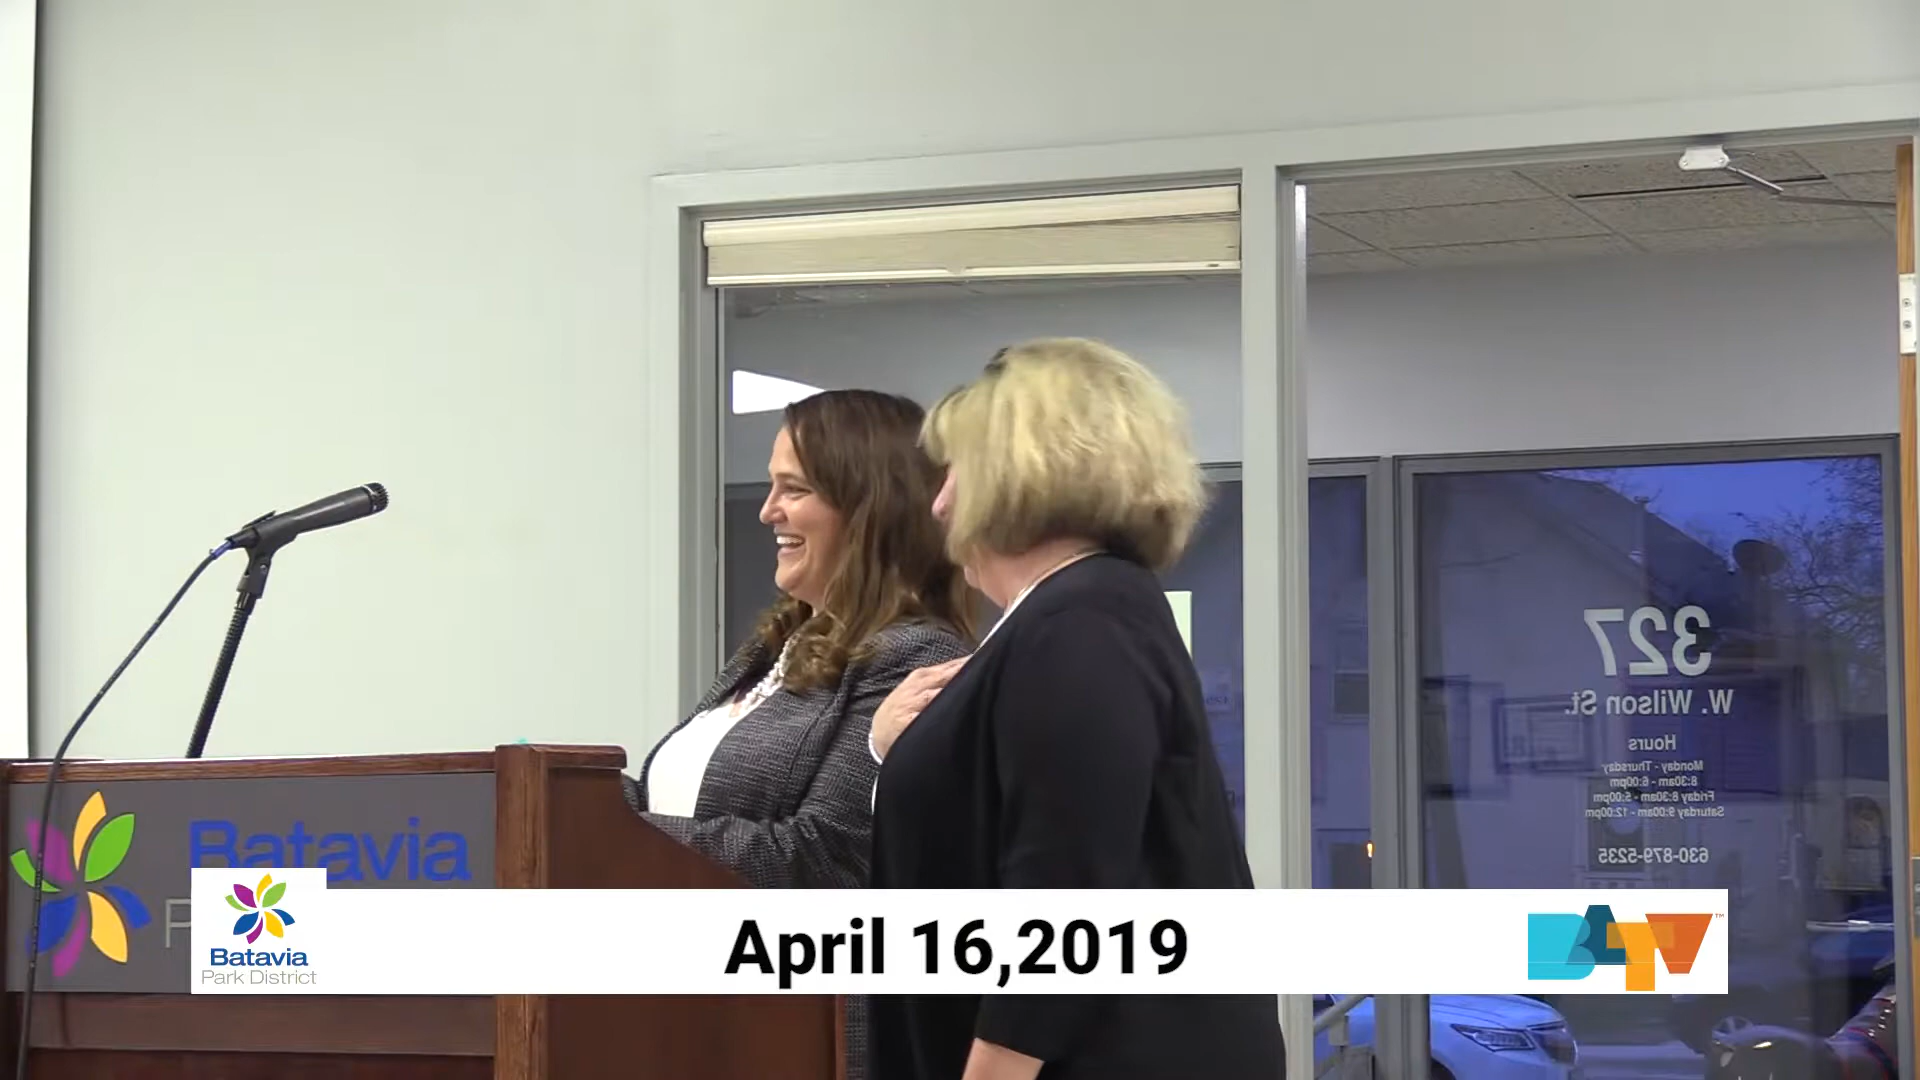 Batavia
P
327
W. Wilson St.
Hours
Monday - Thursday
8:30am - 6:00pm
Friday 8:30am - 5:00pm
Saturday 9:00am - 12:00pm
630-879-5235
Batavia
Park District
April 16,2019
BATV™